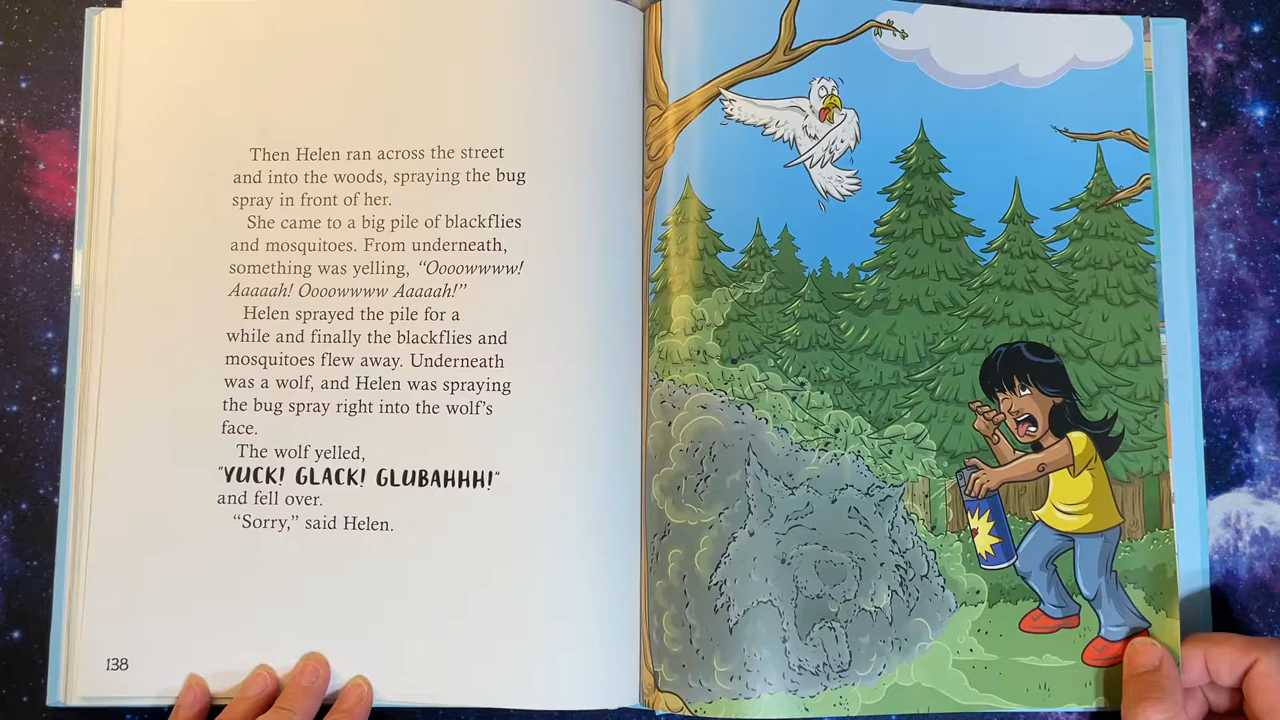 Then Helen ran across the street
and into the woods, spraying the bug
spray in front of her.
She came to a big pile of blackflies
and mosquitoes. From underneath,
something was yelling, “Oooowwww!
Aaaaah! Oooowwww Aaaaah!”
Helen sprayed the pile for a
while and finally the blackflies and
mosquitoes flew away. Underneath
was a wolf, and Helen was spraying
the bug spray right into the wolf’s
face.
The wolf yelled,
“YUCK! GLACK! GLUBAHHH!”
and fell over.
“Sorry,” said Helen.
138